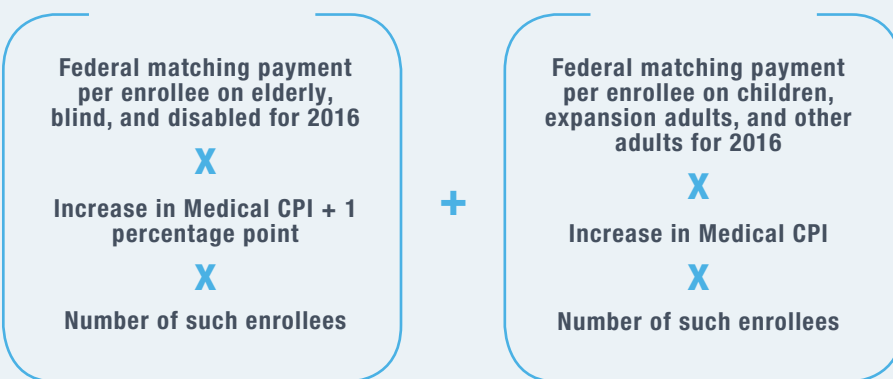 Federal matching payment
per enrollee on elderly,
blind, and disabled for 2016
X
Increase in Medical CPI + 1
percentage point
X
Number of such enrollees
+
Federal matching payment
per enrollee on children,
expansion adults, and other
adults for 2016
X
Increase in Medical CPI
X
Number of such enrollees